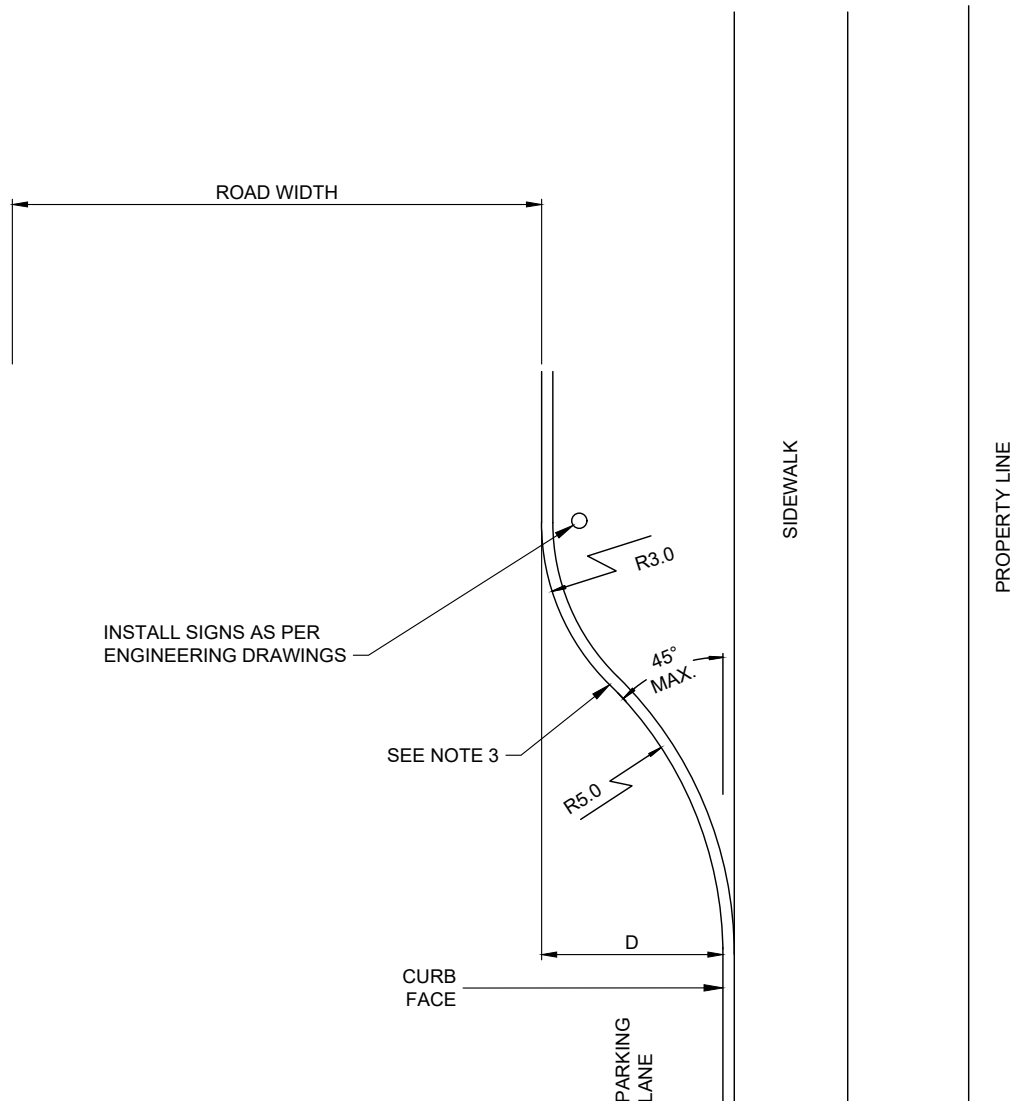 ROAD WIDTH
SIDEWALK
PROPERTY LINE
R3.0
INSTALL SIGNS AS PER
ENGINEERING DRAWINGS
45°
MAX.
SEE NOTE 3
R5.0
D
CURB
FACE
PARKING
LANE